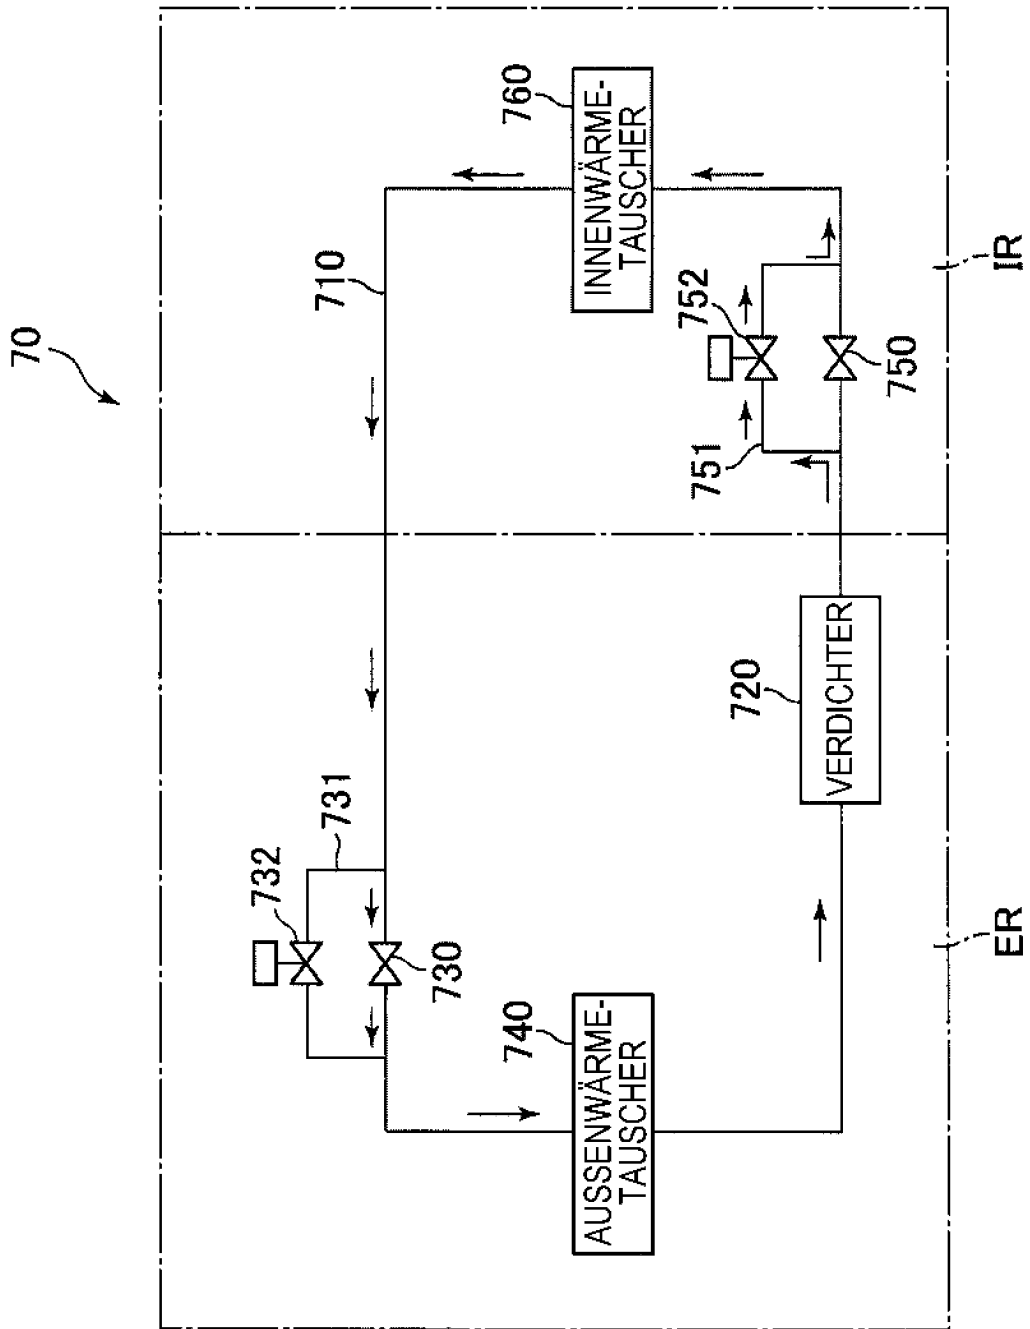 70
710
760
INNENWÄRME-
TAUSCHER
752
751
750
IR
732
731
730
740
AUSSENWÄRME-
TAUSCHER
720
VERDICHTER
ER